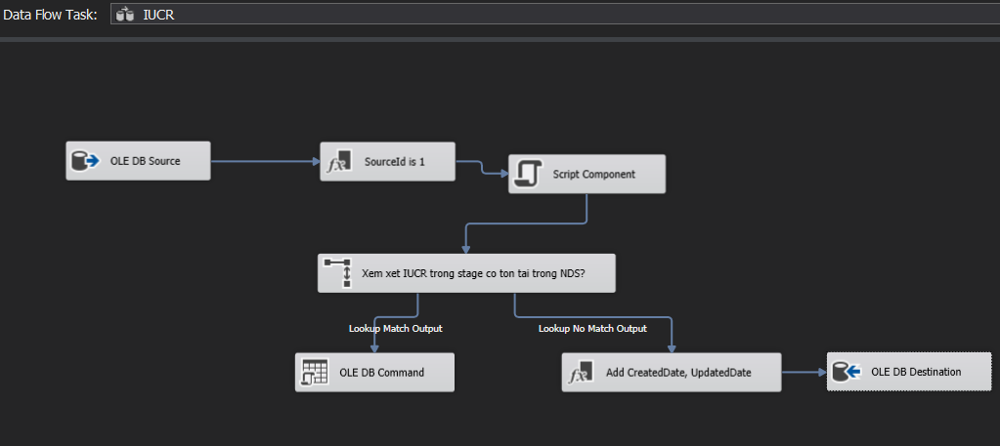 Data Flow Task: IUCR
OLE DB Source
SourceId is 1
Script Component
Xem xet IUCR trong stage co ton tai trong NDS?
Lookup Match Output
Lookup No Match Output
OLE DB Command
Add CreatedDate, UpdatedDate
OLE DB Destination